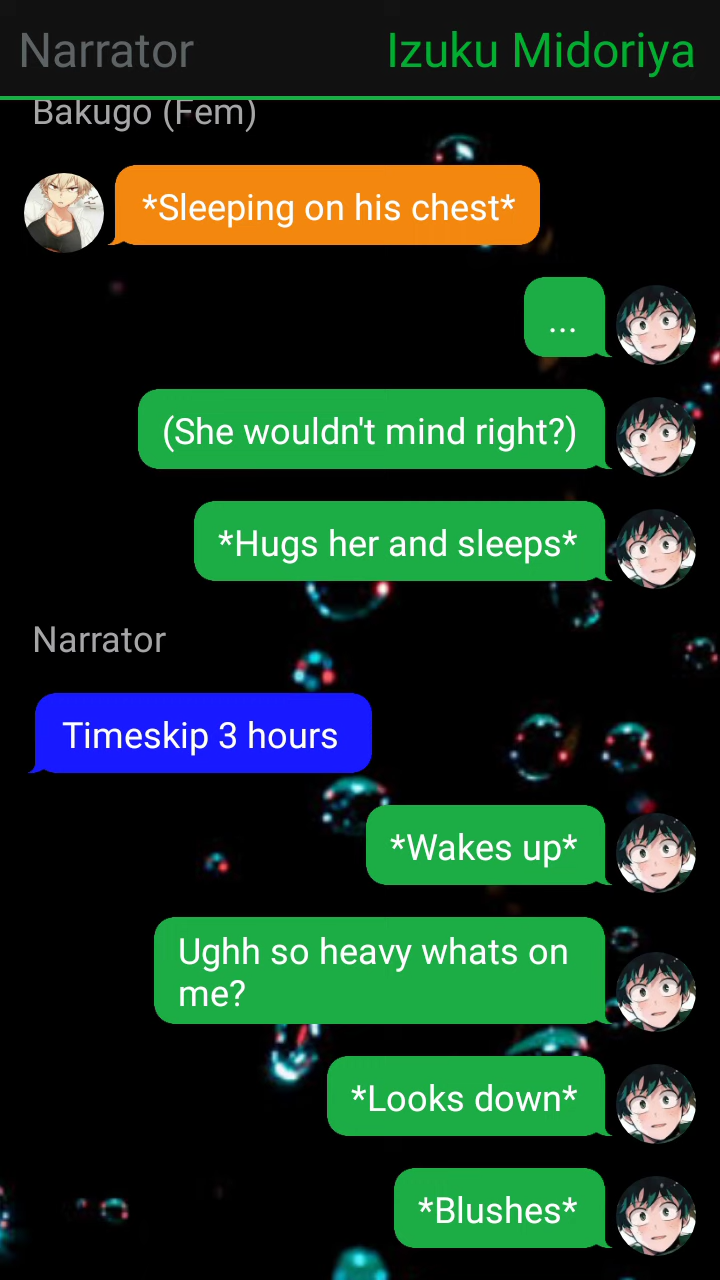 Narrator
Izuku Midoriya
Bakugo (Fem)
*Sleeping on his chest*
...
(She wouldn't mind right?)
*Hugs her and sleeps*
Narrator
Timeskip 3 hours
*Wakes up*
Ughh so heavy whats on
me?
*Looks down*
*Blushes*